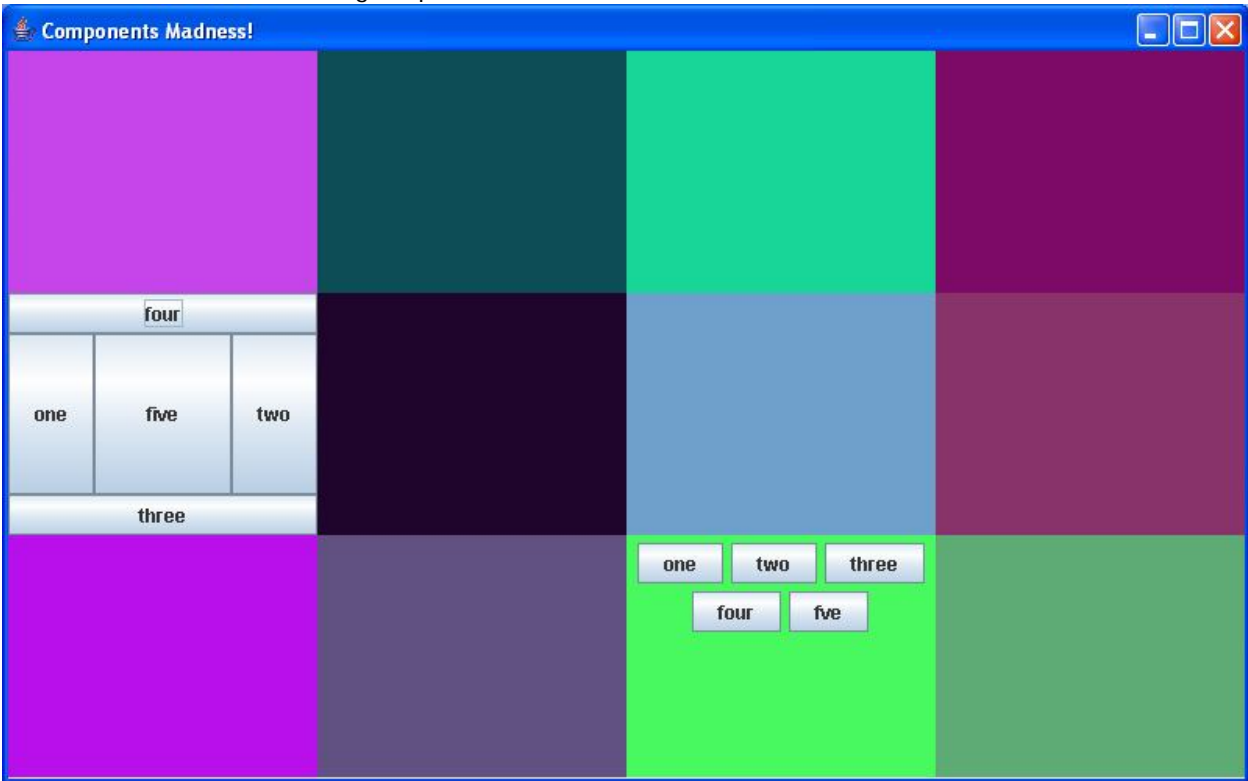 Components Madness!
four
one five two
three
one two three
four fve